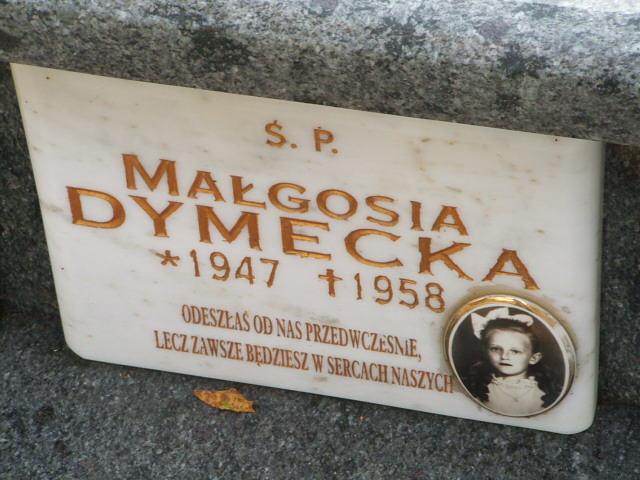 Ś. P.
MAŁGOSIA
DYMECKA
*1947 †1958
ODESZŁAŚ OD NAS PRZEDWCZEŚNIE,
LECZ ZAWSZE BĘDZIESZ W SERCACH NASZYCH